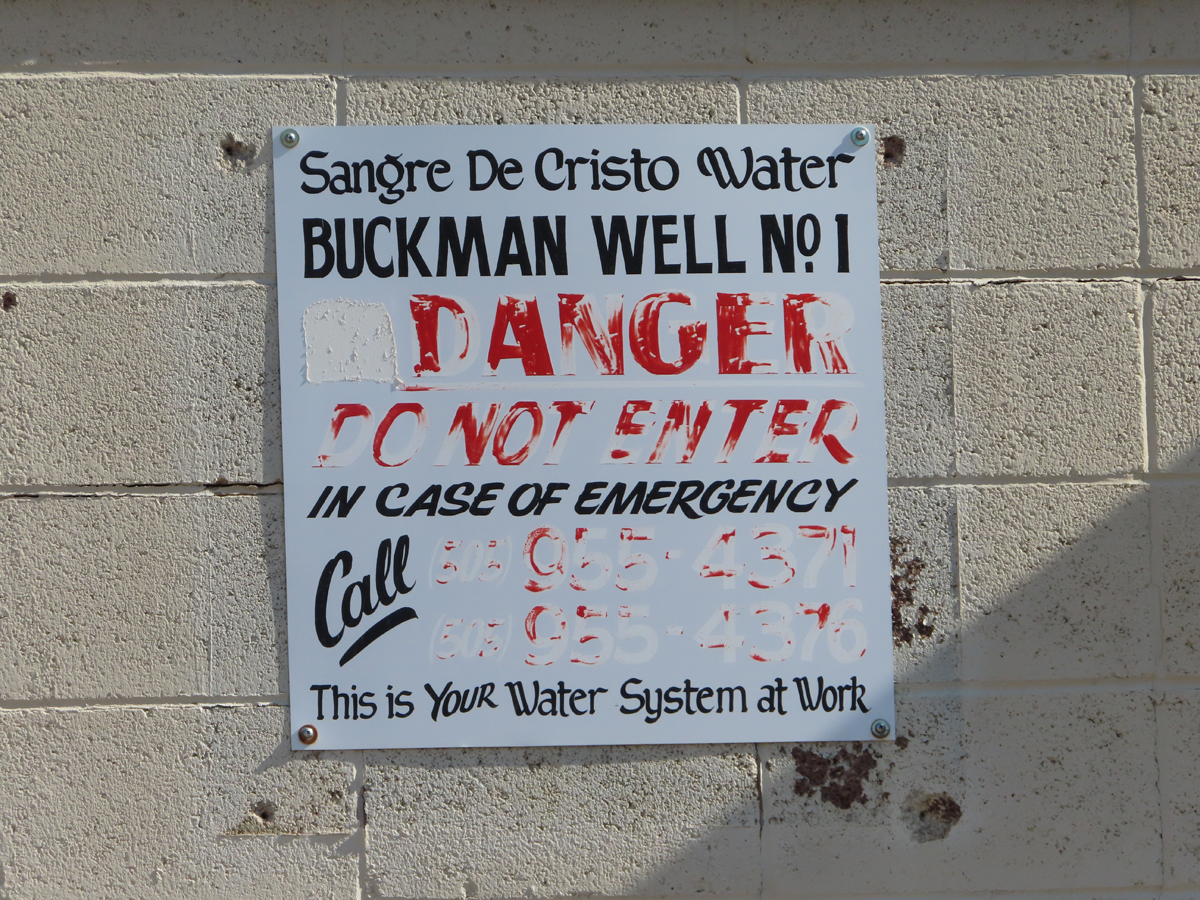 Sangre De Cristo Water
BUCKMAN WELL No. 1
DANGER
DO NOT ENTER
IN CASE OF EMERGENCY
Call (505) 955-4371
(505) 955-4376
This is YOUR Water System at Work